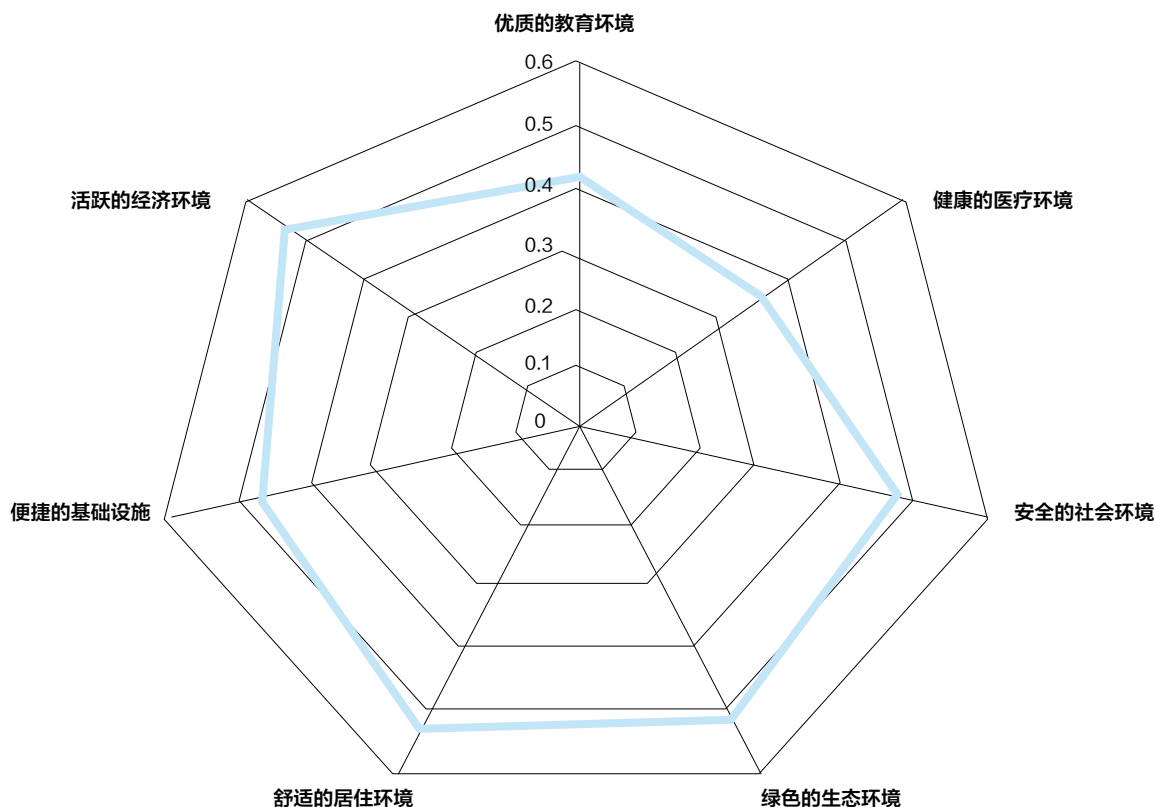 优质的教育环境
0.6
0.5
活跃的经济环境
0.4
健康的医疗环境
0.3
0.2
0.1
0
便捷的基础设施
安全的社会环境
舒适的居住环境
绿色的生态环境